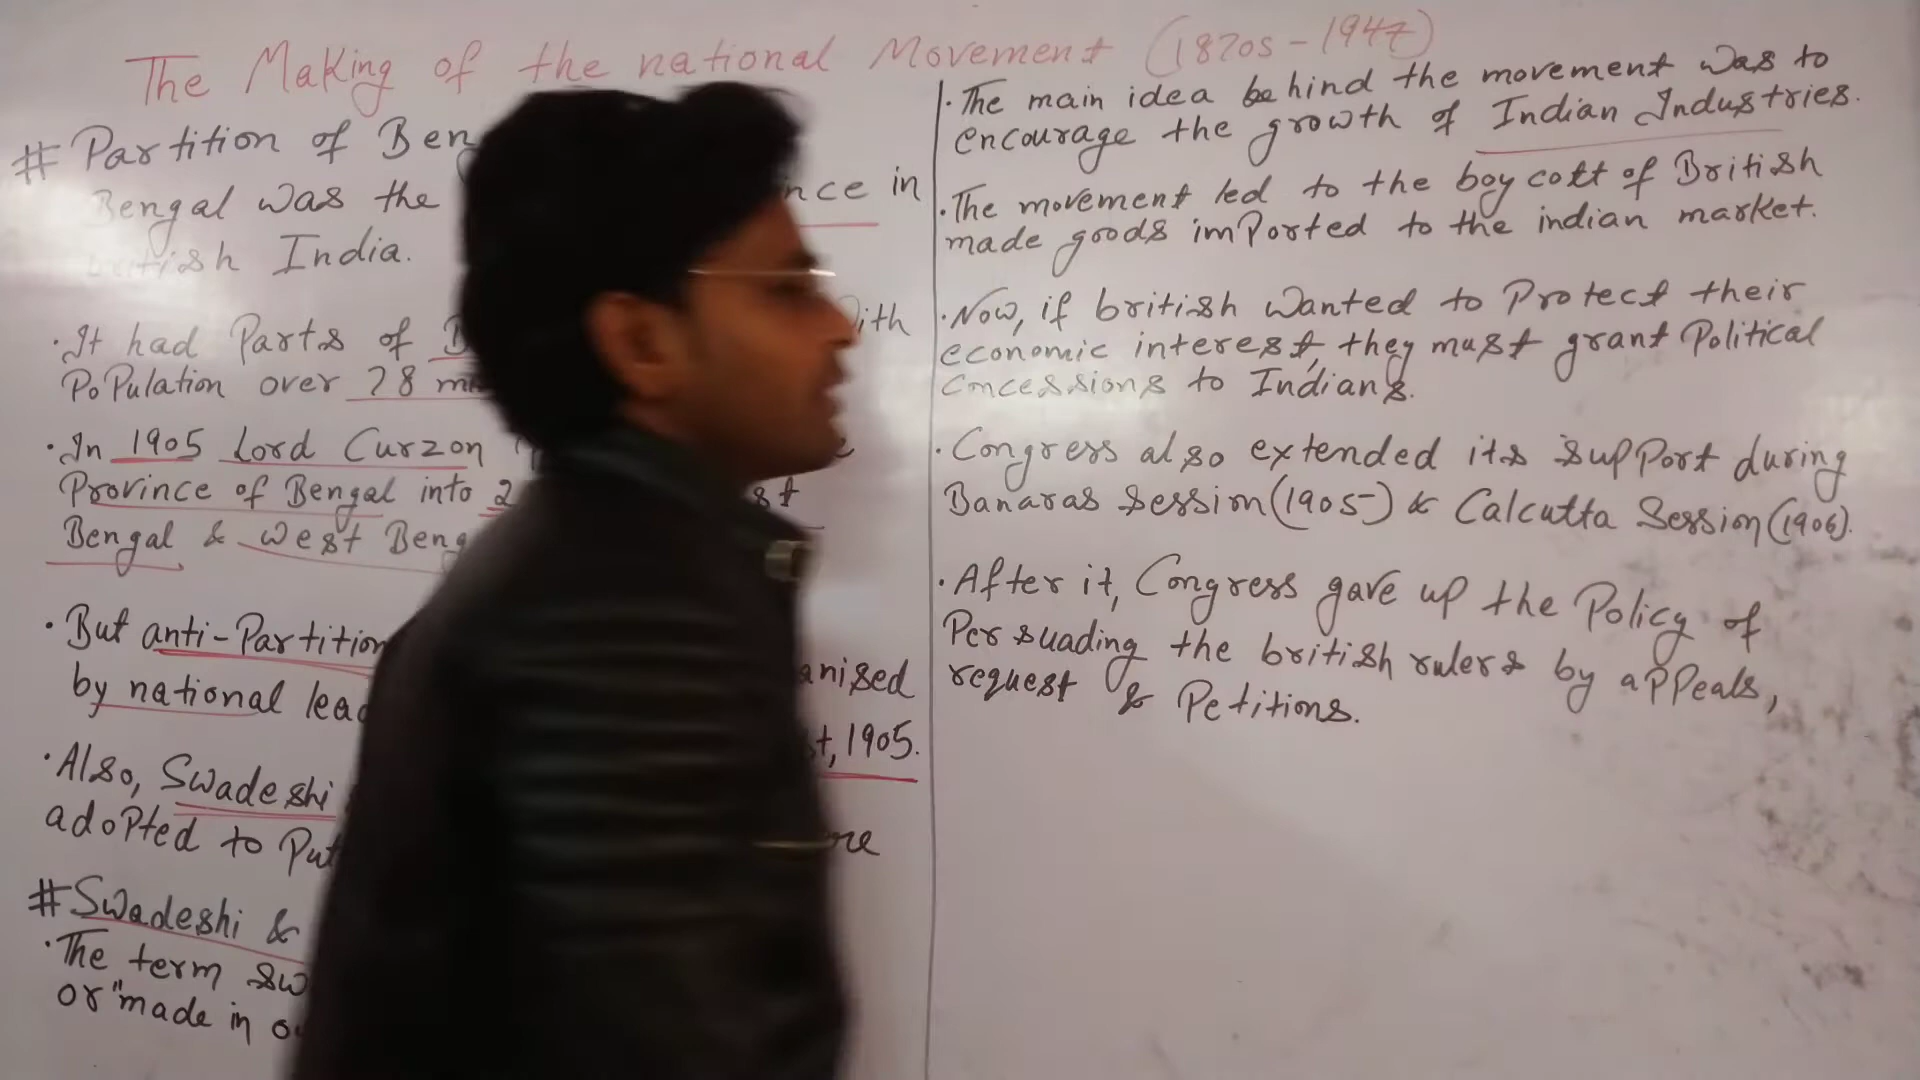 The Making of the national Movement (1870s-1947)
# Partition of Ben
Bengal was the nce in
British India.
·It had Parts of B With
PoPulation over 78 mi
·In 1905 Lord Curzon
Province of Bengal into 2 st
Bengal & West Beng
·But anti-Partition
by national lead anised
t, 1905.
·Also, Swadeshi
adoPted to Put re
#Swadeshi &
·The term sw
or "made in o
·The main idea behind the movement was to
encourage the growth of Indian Industries.
·The movement led to the boycott of British
made goods imPorted to the indian market.
·Now, if british wanted to Protect their
economic interest, they must grant Political
Concessions to Indians.
·Congress also extended its supPort during
Banaras Session(1905) & Calcutta Session(1906).
·After it, Congress gave up the Policy of
Persuading the british rulers by apPeals,
request & Petitions.